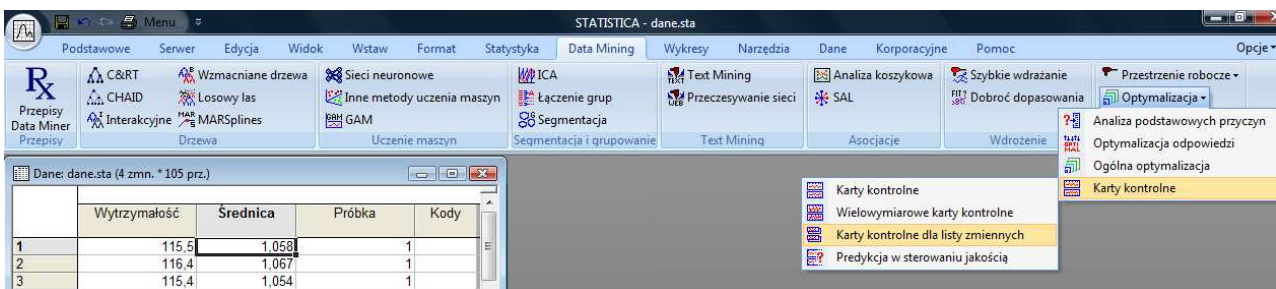 Menu STATISTICA - dane.sta
Podstawowe Serwer Edycja Widok Wstaw Format Statystyka Data Mining Wykresy Narzędzia Dane Korporacyjne Pomoc Opcje
Rx C&RT Wzmacniane drzewa Sieci neuronowe ICA Text Mining Analiza koszykowa Szybkie wdrażanie Przestrzenie robocze
Przepisy Data Miner CHAID Losowy las Inne metody uczenia maszyn Łączenie grup Przeczesywanie sieci SAL Dobroć dopasowania Optymalizacja
Interakcyjne MARSplines GAM Segmentacja
Przepisy Drzewa Uczenie maszyn Segmentacja i grupowanie Text Mining Asocjacje Wdrożenie
Analiza podstawowych przyczyn
Optymalizacja odpowiedzi
Ogólna optymalizacja
Karty kontrolne
Karty kontrolne
Wielowymiarowe karty kontrolne
Karty kontrolne dla listy zmiennych
Predykcja w sterowaniu jakością
Dane: dane.sta (4 zmn. * 105 prz.)
Wytrzymałość Średnica Próbka Kody
1 115,5 1,058 1
2 116,4 1,067 1
3 115,4 1,054 1